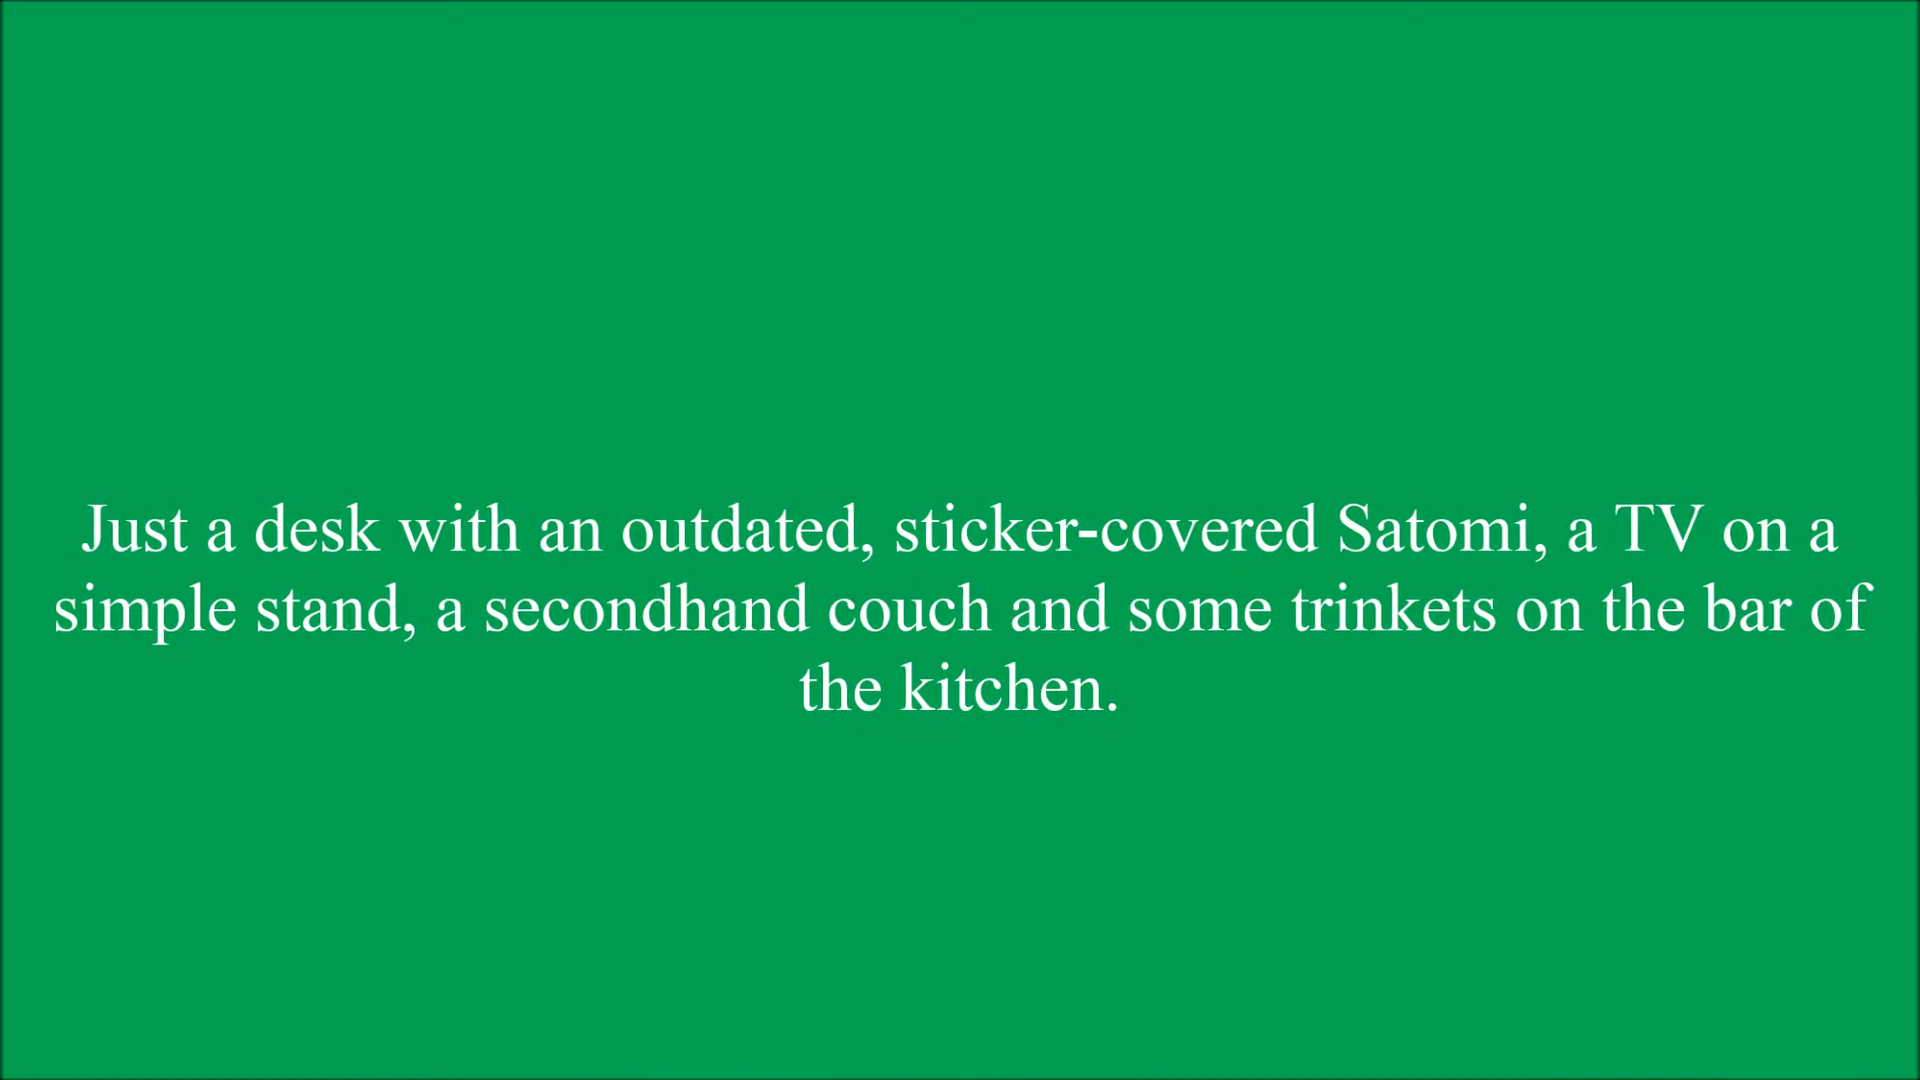 Just a desk with an outdated, sticker-covered Satomi, a TV on a
simple stand, a secondhand couch and some trinkets on the bar of
the kitchen.